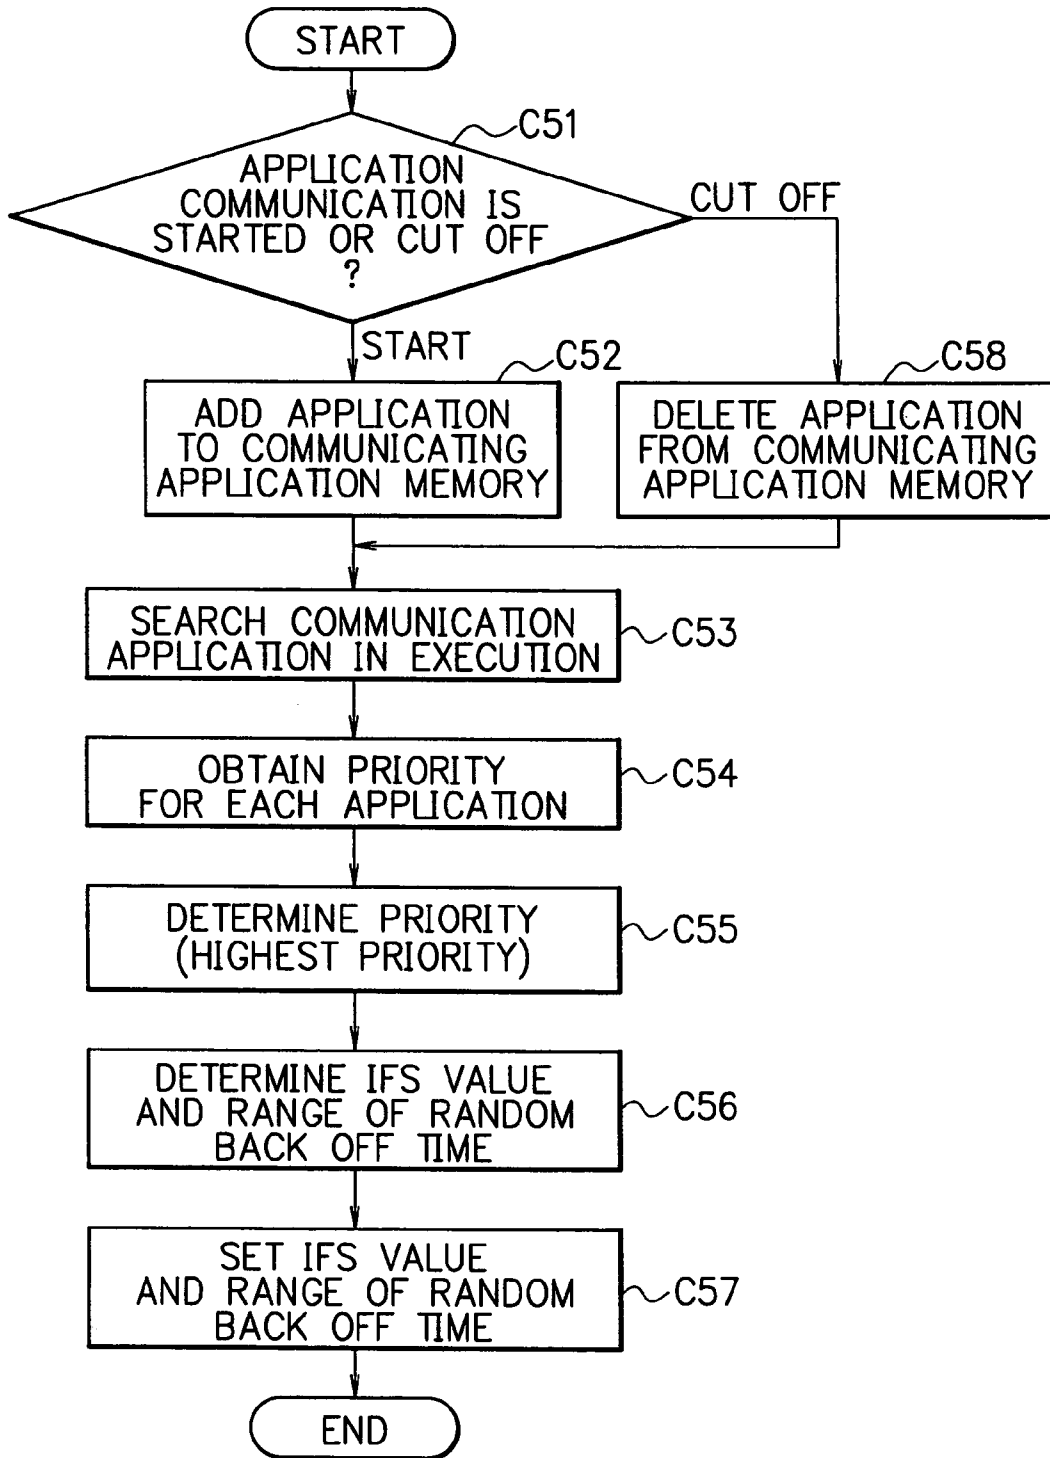 START
C51
APPLICATION
COMMUNICATION IS
STARTED OR CUT OFF
?
CUT OFF
START
C52
ADD APPLICATION
TO COMMUNICATING
APPLICATION MEMORY
C58
DELETE APPLICATION
FROM COMMUNICATING
APPLICATION MEMORY
SEARCH COMMUNICATION
APPLICATION IN EXECUTION
C53
OBTAIN PRIORITY
FOR EACH APPLICATION
C54
DETERMINE PRIORITY
(HIGHEST PRIORITY)
C55
DETERMINE IFS VALUE
AND RANGE OF RANDOM
BACK OFF TIME
C56
SET IFS VALUE
AND RANGE OF RANDOM
BACK OFF TIME
C57
END